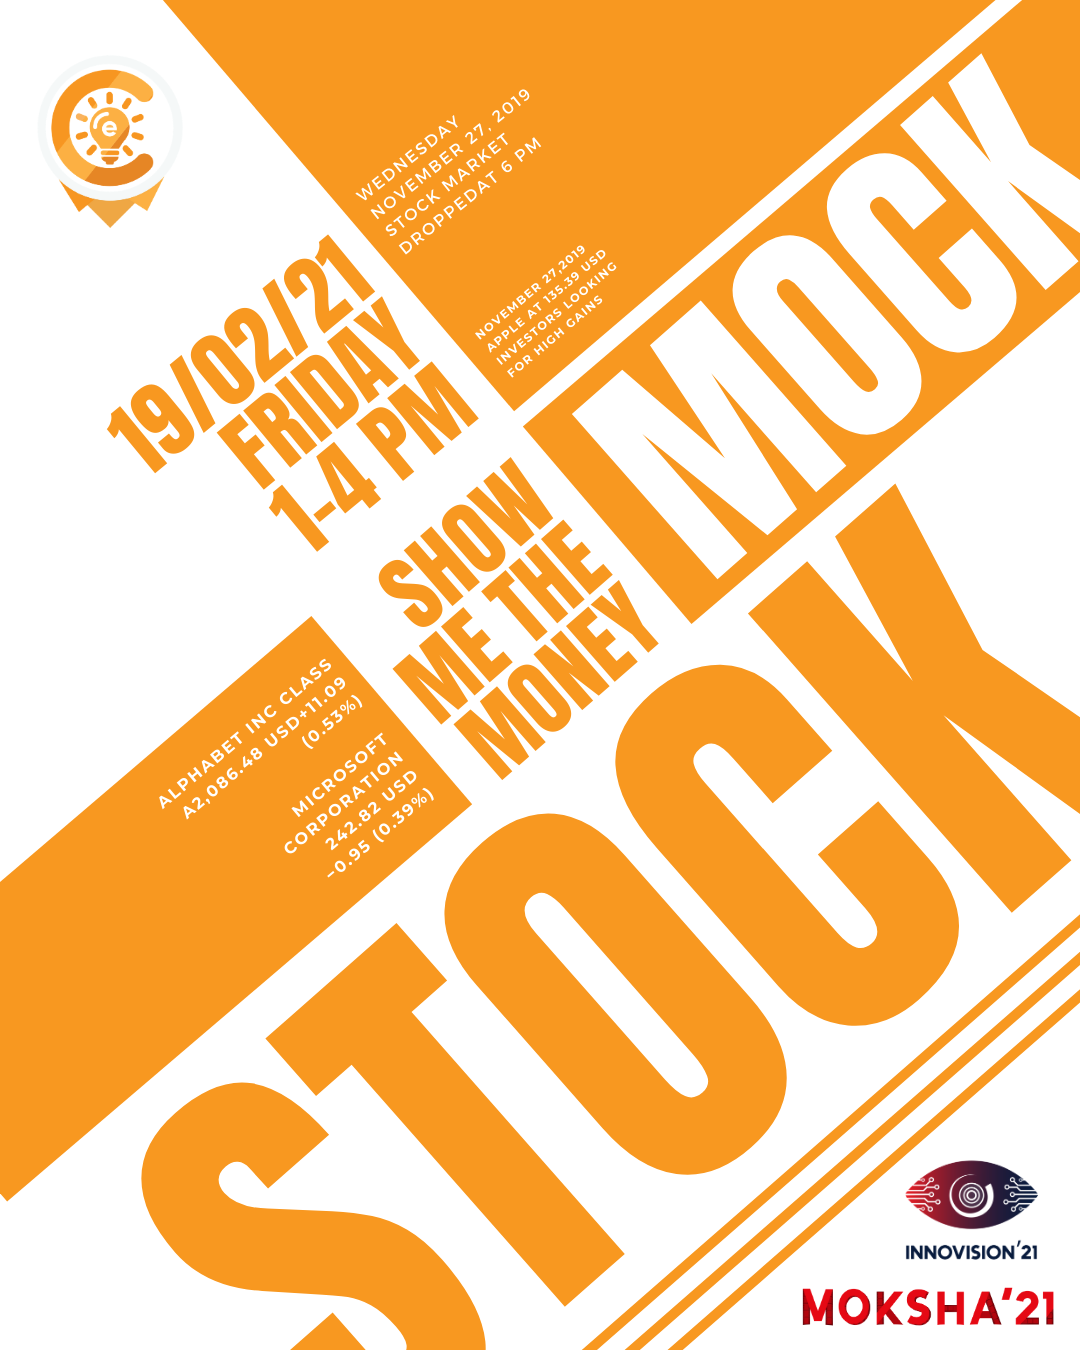 WEDNESDAY
NOVEMBER 27, 2019
STOCK MARKET
DROPPEDAT 6 PM
NOVEMBER 27,2019
APPLE AT 135.39 USD
INVESTORS LOOKING
FOR HIGH GAINS
19/02/21
FRIDAY
1-4 PM
MOCK
SHOW
ME THE
MONEY
STOCK
ALPHABET INC CLASS
A2,086.48 USD+11.09
(0.53%)
MICROSOFT
CORPORATION
242.82 USD
−0.95 (0.39%)
e
INNOVISION'21
MOKSHA'21